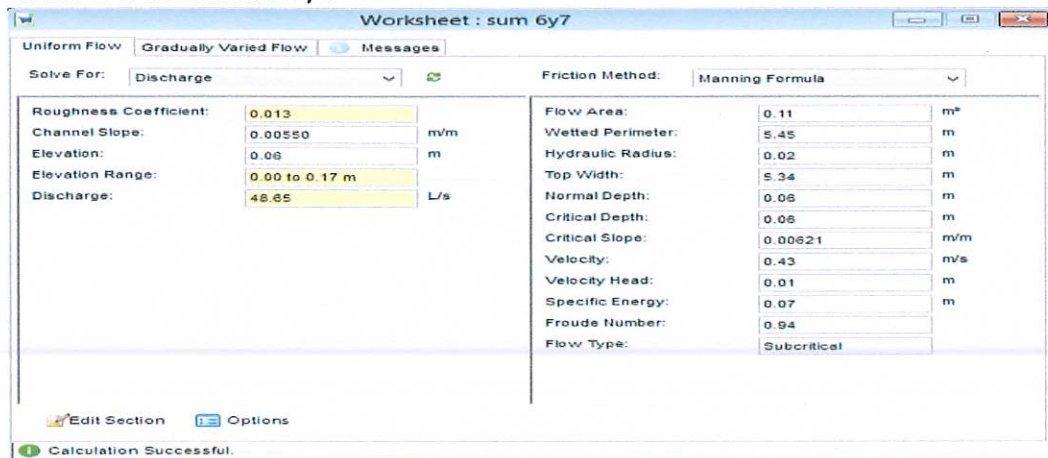 Worksheet : sum 6y7
Uniform Flow Gradually Varied Flow Messages
Solve For: Discharge
Friction Method: Manning Formula
Roughness Coefficient: 0.013
Channel Slope: 0.00550 m/m
Elevation: 0.06 m
Elevation Range: 0.00 to 0.17 m
Discharge: 48.65 L/s
Flow Area: 0.11 m²
Wetted Perimeter: 5.45 m
Hydraulic Radius: 0.02 m
Top Width: 5.34 m
Normal Depth: 0.06 m
Critical Depth: 0.06 m
Critical Slope: 0.00621 m/m
Velocity: 0.43 m/s
Velocity Head: 0.01 m
Specific Energy: 0.07 m
Froude Number: 0.94
Flow Type: Subcritical
Edit Section Options
Calculation Successful.